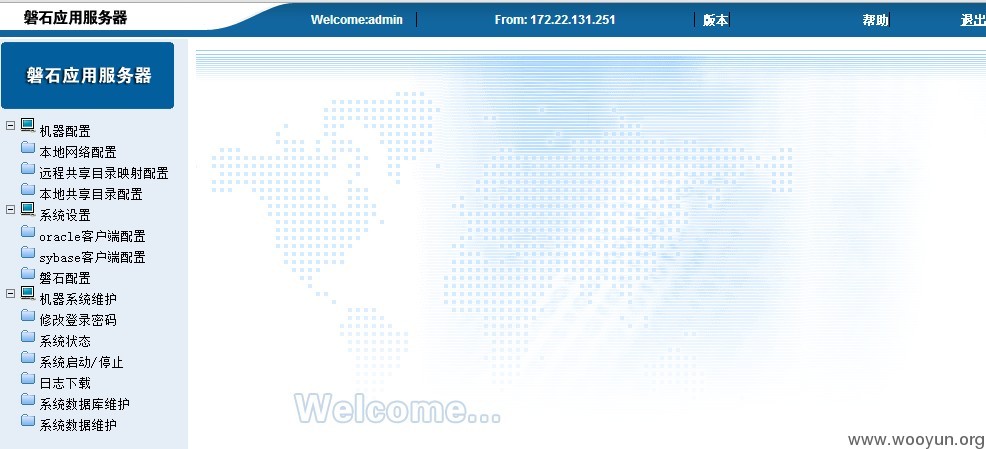 磐石应用服务器 Welcome:admin From: 172.22.131.251 版本 帮助 退出
磐石应用服务器
机器配置
本地网络配置
远程共享目录映射配置
本地共享目录配置
系统设置
oracle客户端配置
sybase客户端配置
磐石配置
机器系统维护
修改登录密码
系统状态
系统启动/停止
日志下载
系统数据库维护
系统数据维护
Welcome...
www.wooyun.org